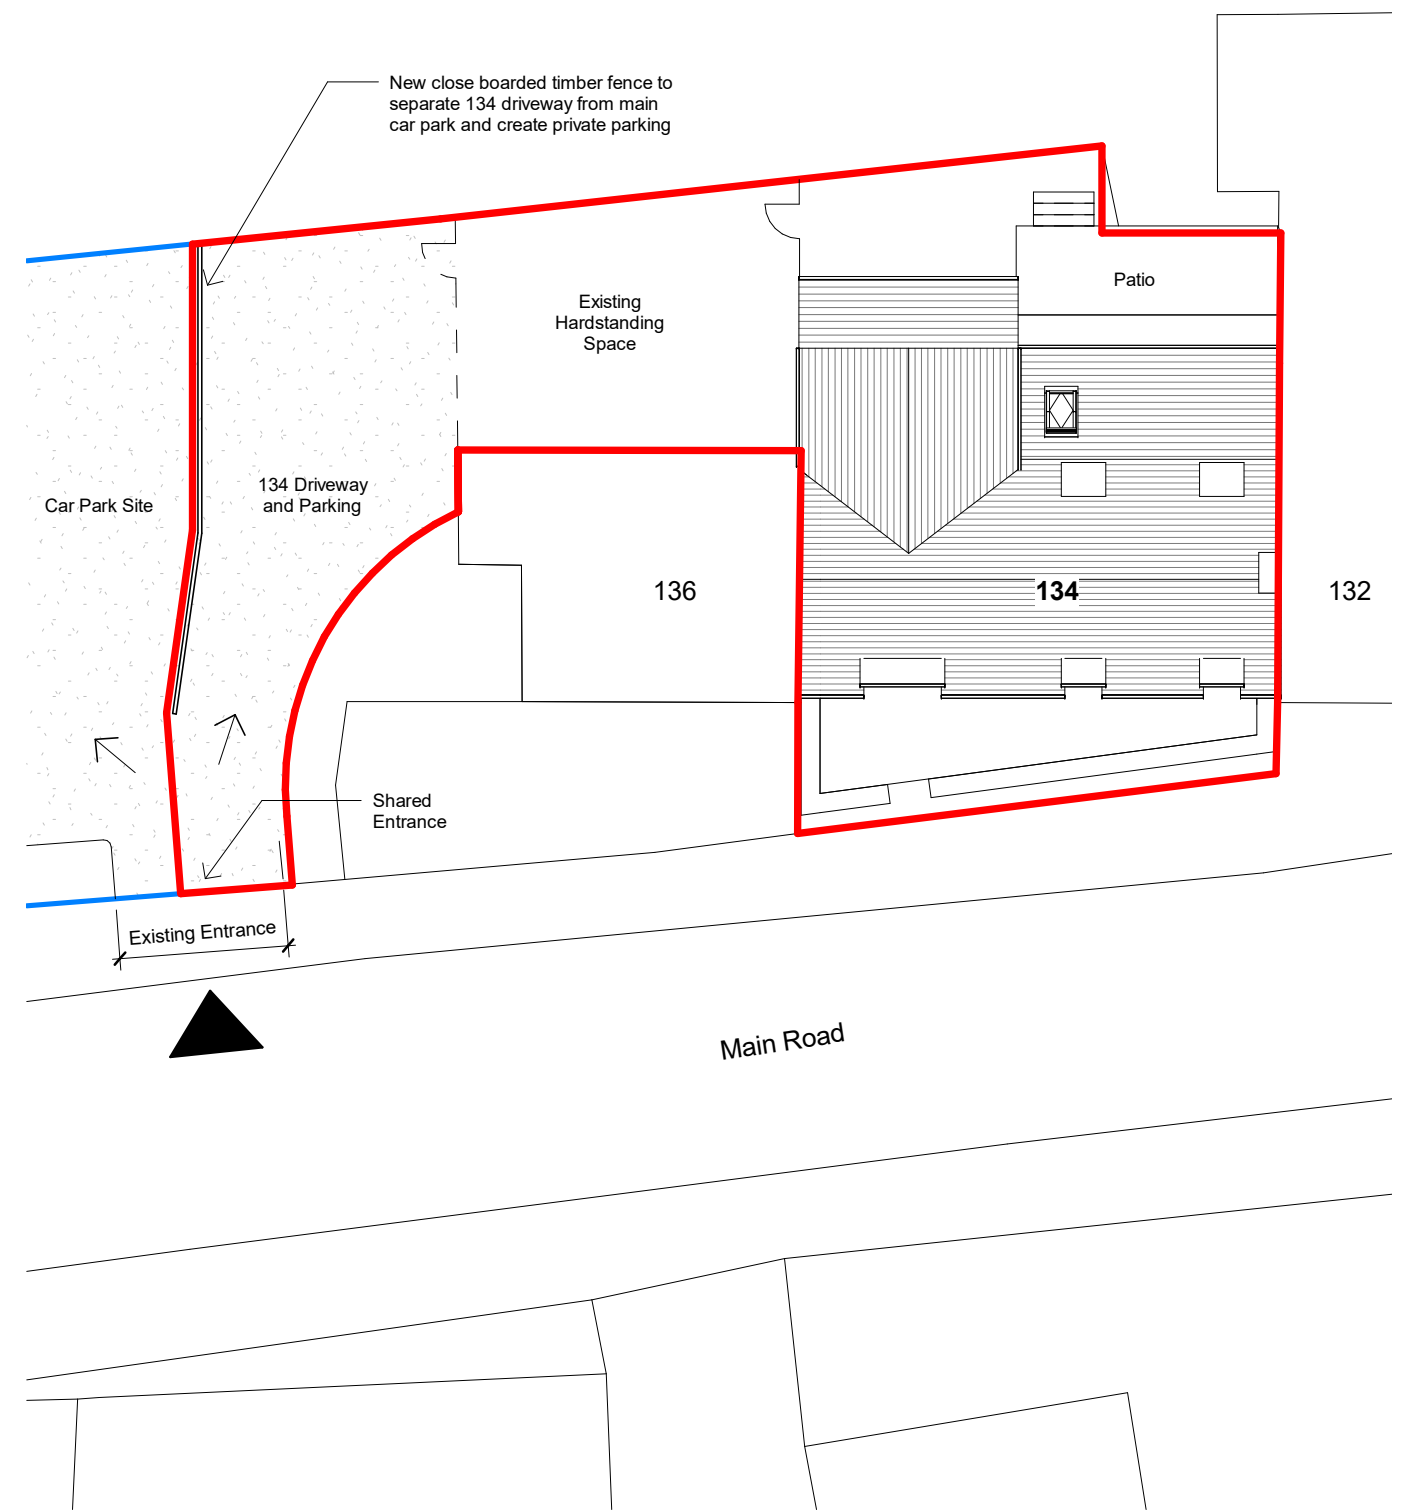 New close boarded timber fence to
separate 134 driveway from main
car park and create private parking
Patio
Existing
Hardstanding
Space
Car Park Site
134 Driveway
and Parking
136
134
132
Shared
Entrance
Existing Entrance
Main Road